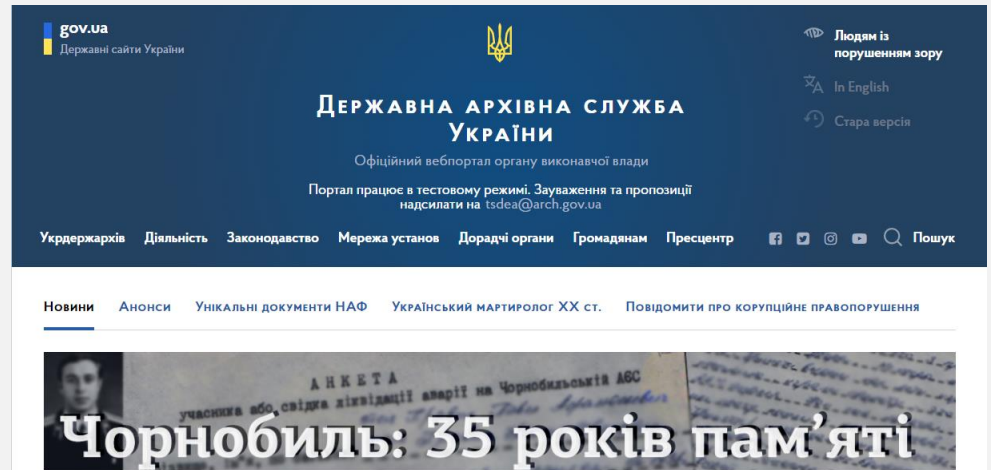 gov.ua
Державні сайти України
Людям із
порушенням зору
In English
Стара версія
Державна архівна служба
України
Офіційний вебпортал органу виконавчої влади
Портал працює в тестовому режимі. Зауваження та пропозиції
надсилати на tsdea@arch.gov.ua
Укрдержархів Діяльність Законодавство Мережа установ Дорадчі органи Громадянам Пресцентр Пошук
Новини Анонси Унікальні документи НАФ Український мартиролог ХХ ст. Повідомити про корупційне правопорушення
АНКЕТА
учасника або свідка ліквідації аварії на Чорнобильській АЕС
Чорнобиль: 35 років пам'яті